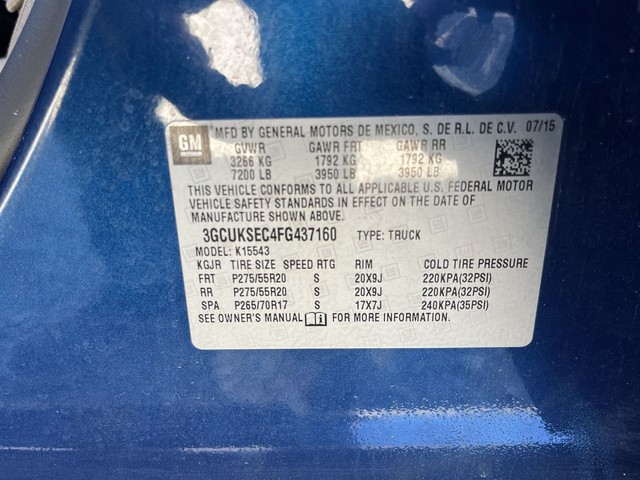 GM MFD BY GENERAL MOTORS DE MEXICO, S. DE R.L. DE C.V. 07/15
GVWR GAWR FRT GAWR RR
3266 KG 1792 KG 1792 KG
7200 LB 3950 LB 3950 LB
THIS VEHICLE CONFORMS TO ALL APPLICABLE U.S. FEDERAL MOTOR
VEHICLE SAFETY STANDARDS IN EFFECT ON THE DATE OF
MANUFACTURE SHOWN ABOVE.
3GCUKSEC4FG437160 TYPE: TRUCK
MODEL: K15543
KGJR TIRE SIZE SPEED RTG RIM COLD TIRE PRESSURE
FRT P275/55R20 S 20X9J 220KPA(32PSI)
RR P275/55R20 S 20X9J 220KPA(32PSI)
SPA P265/70R17 S 17X7J 240KPA(35PSI)
SEE OWNER'S MANUAL FOR MORE INFORMATION.